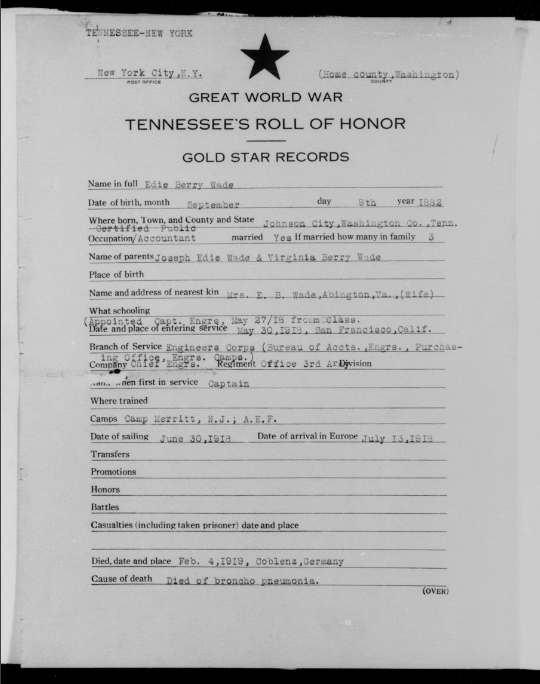 TENNESSEE-NEW YORK
New York City,N.Y. (Home county,Washington)
POST OFFICE COUNTY
GREAT WORLD WAR
TENNESSEE'S ROLL OF HONOR
GOLD STAR RECORDS
Name in full Edie Berry Wade
Date of birth, month September day 9th year 1882
Where born, Town, and County and State Johnson City,Washington Co.,Tenn.
Certified Public
Occupation/Accountant married Yes If married how many in family 3
Name of parents Joseph Edie Wade & Virginia Berry Wade
Place of birth
Name and address of nearest kin Mrs. E. B. Wade,Abington,Va.,(Wife)
What schooling
(Appointed Capt. Engrs, May 27/18 from Class.
Date and place of entering service May 30,1918, San Francisco,Calif.
Branch of Service Engineers Corps (Bureau of Accts.,Engrs., Purchas-
ing Office, Engrs. Camps.)
Company Chief Engrs. Regiment Office 3rd Army Division
when first in service Captain
Where trained
Camps Camp Merritt, N.J.; A.E.F.
Date of sailing June 30,1918 Date of arrival in Europe July 13,1918
Transfers
Promotions
Honors
Battles
Casualties (including taken prisoner) date and place
Died, date and place Feb. 4,1919, Coblenz,Germany
Cause of death Died of broncho pneumonia.
(OVER)